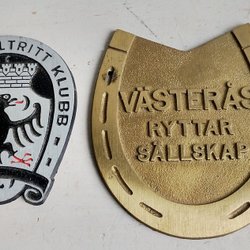 LTRITT KLUBB
VÄSTERÅS
RYTTAR
SÄLLSKAP